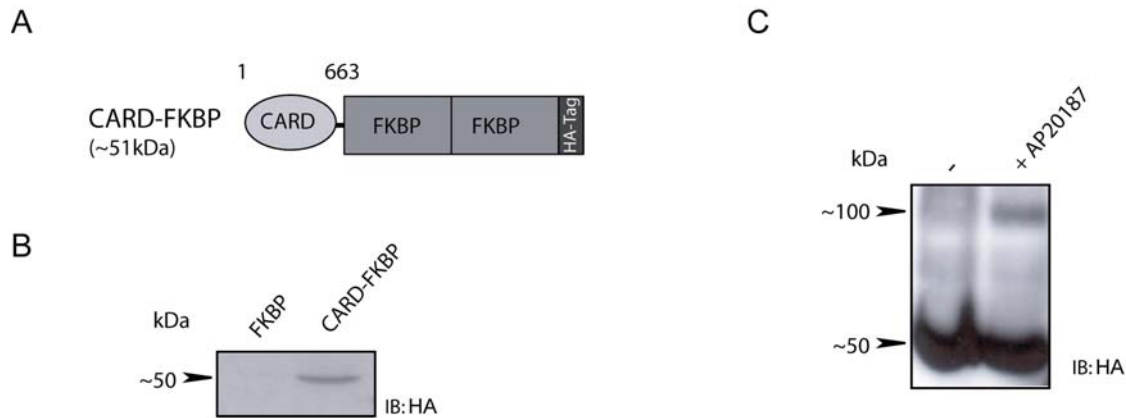 A
1 663
CARD-FKBP
(~51kDa)
CARD
FKBP
FKBP
HA-Tag
B
kDa
FKBP
CARD-FKBP
~50
IB: HA
C
kDa
-
+ AP20187
~100
~50
IB: HA